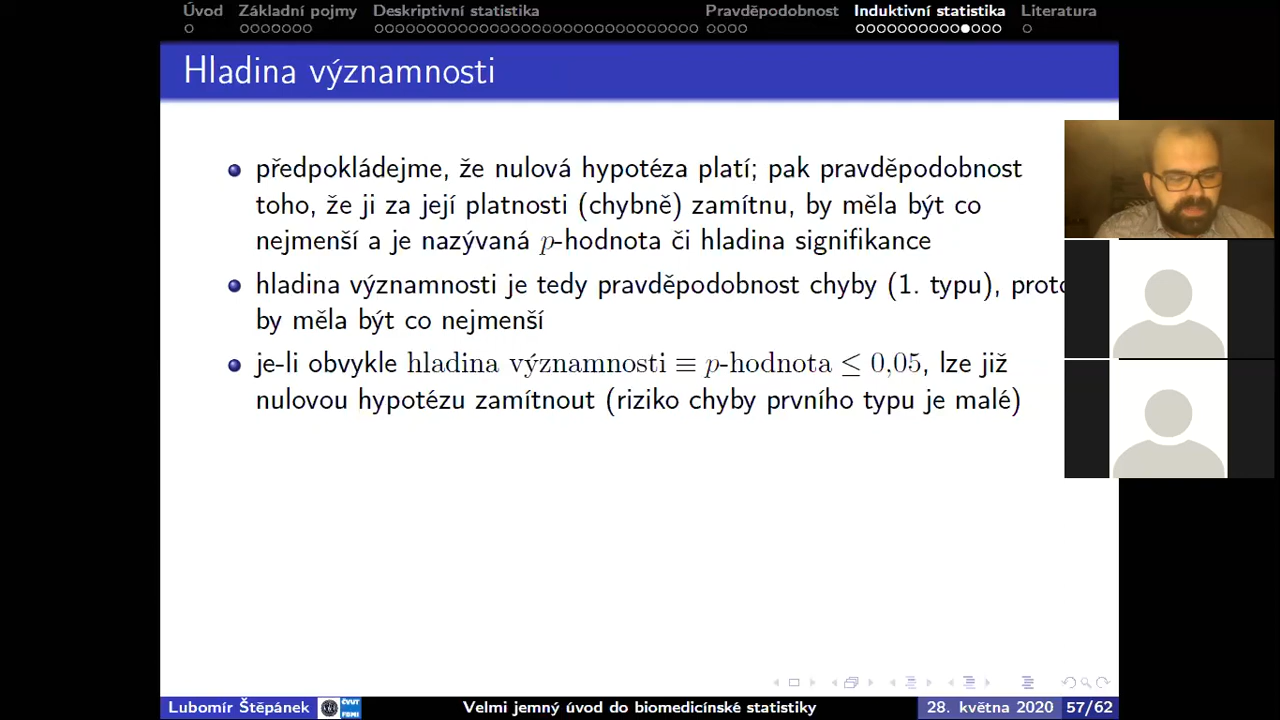 Úvod Základní pojmy Deskriptivní statistika Pravděpodobnost Induktivní statistika Literatura
Hladina významnosti
předpokládejme, že nulová hypotéza platí; pak pravděpodobnost
toho, že ji za její platnosti (chybně) zamítnu, by měla být co
nejmenší a je nazývaná p-hodnota či hladina signifikance
hladina významnosti je tedy pravděpodobnost chyby (1. typu), proto
by měla být co nejmenší
je-li obvykle hladina významnosti ≡ p-hodnota ≤ 0,05, lze již
nulovou hypotézu zamítnout (riziko chyby prvního typu je malé)
Lubomír Štěpánek ČVUT FBMI Velmi jemný úvod do biomedicínské statistiky 28. května 2020 57/62